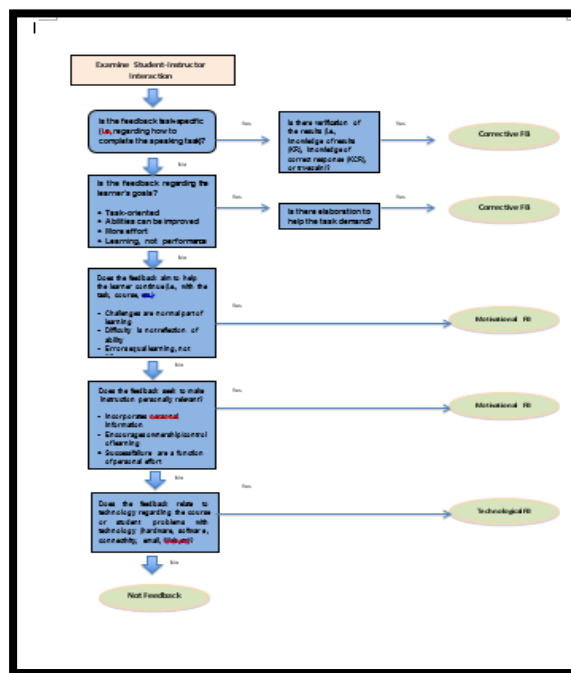 Examine Student-Instructor
Interaction
Is the feedback task-specific
(i.e., regarding how to
complete the speaking task)?
Yes
Is there verification of
the results (i.e.,
knowledge of results
(KR), knowledge of
correct response (KCR),
or
Yes
Corrective FB
No
Is the feedback regarding the
learner's goals?
• Task-oriented
• Abilities can be improved
• More effort
• Learning, not performance
Yes
Is there elaboration to
help the task demand?
Yes
Corrective FB
No
Does the feedback aim to help
the learner continue (i.e., with the
task, course,
- Challenges are normal part of
learning
- Difficulty is not reflection of
ability
- Errors equal learning, not
Yes
Motivational FB
No
Does the feedback seek to make
instruction personally relevant?
- Incorporates personal
information
- Encourages ownership/control
of learning
• Success/failure are a function
of personal effort
Yes
Motivational FB
No
Does the feedback relate to
technology regarding the course
or student problems with
technology (hardware, software,
connectivity, email,
Yes
Technological FB
No
Not Feedback